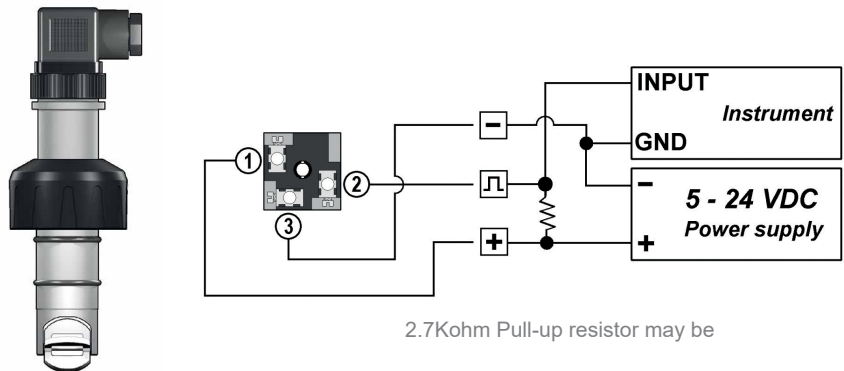 INPUT
Instrument
GND
1
2
3
-
+
-
+
5 - 24 VDC
Power supply
2.7Kohm Pull-up resistor may be